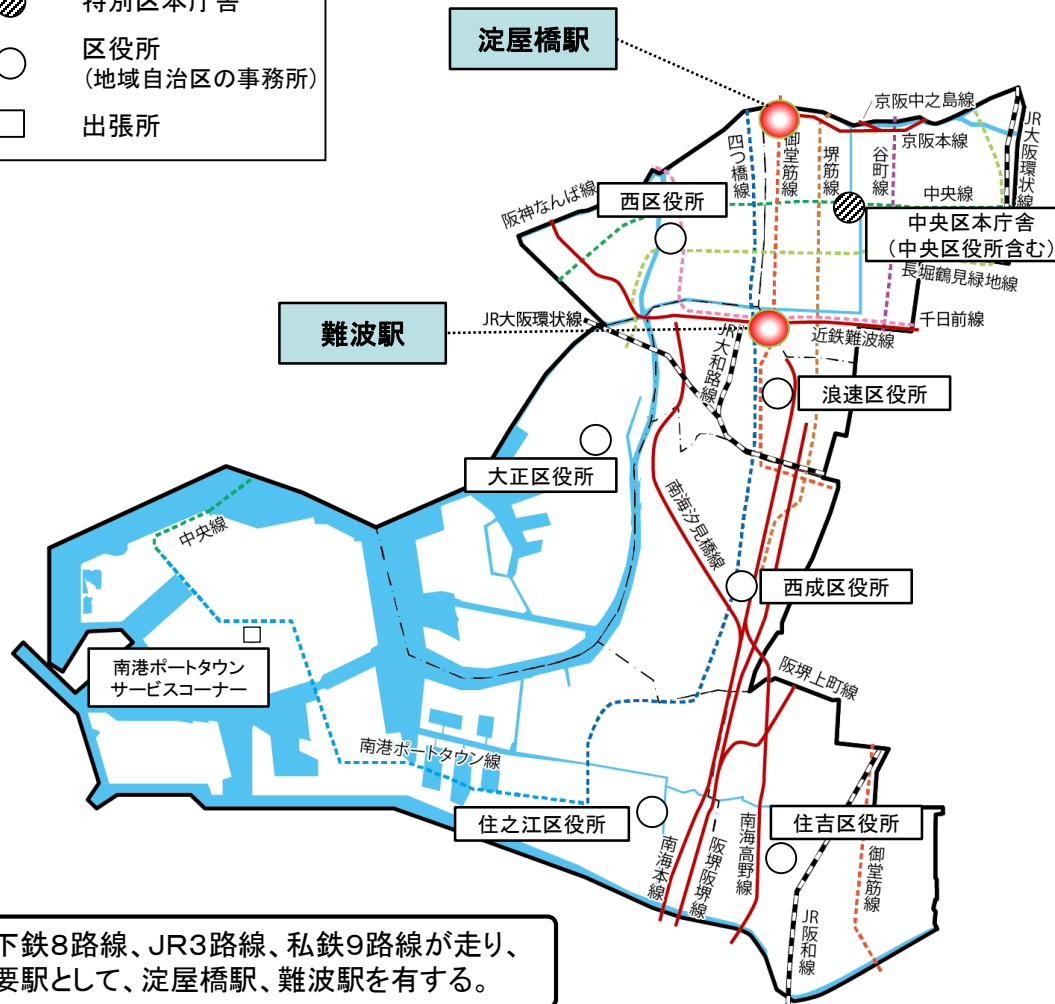 特別区本庁舎
区役所
(地域自治区の事務所)
出張所
淀屋橋駅
京阪中之島線
京阪本線
JR大阪環状線
四つ橋線
御堂筋線
堺筋線
谷町線
中央線
阪神なんば線
西区役所
中央区本庁舎
(中央区役所含む)
長堀鶴見緑地線
難波駅
JR大阪環状線
千日前線
近鉄難波線
JR大和路線
浪速区役所
大正区役所
南海汐見橋線
中央線
西成区役所
南港ポートタウン
サービスコーナー
阪堺上町線
南港ポートタウン線
住之江区役所
住吉区役所
南海本線
阪堺阪堺線
南海高野線
御堂筋線
JR阪和線
下鉄8路線、JR3路線、私鉄9路線が走り、
要駅として、淀屋橋駅、難波駅を有する。